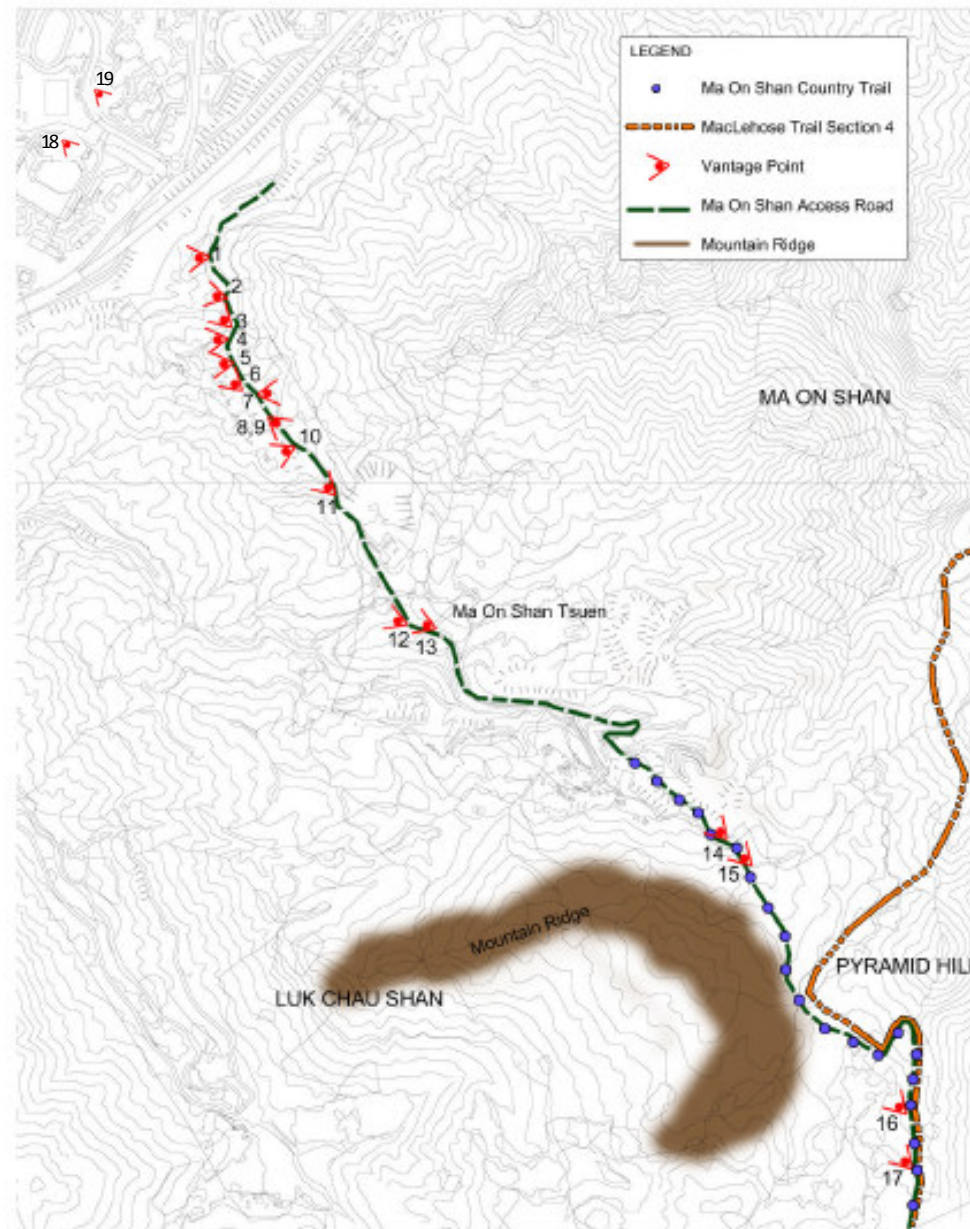 19
18
LEGEND
Ma On Shan Country Trail
MacLehose Trail Section 4
Vantage Point
Ma On Shan Access Road
Mountain Ridge
1
2
3
4
5
6
7
8,9
10
MA ON SHAN
11
Ma On Shan Tsuen
12
13
14
15
Mountain Ridge
PYRAMID HILL
LUK CHAU SHAN
16
17